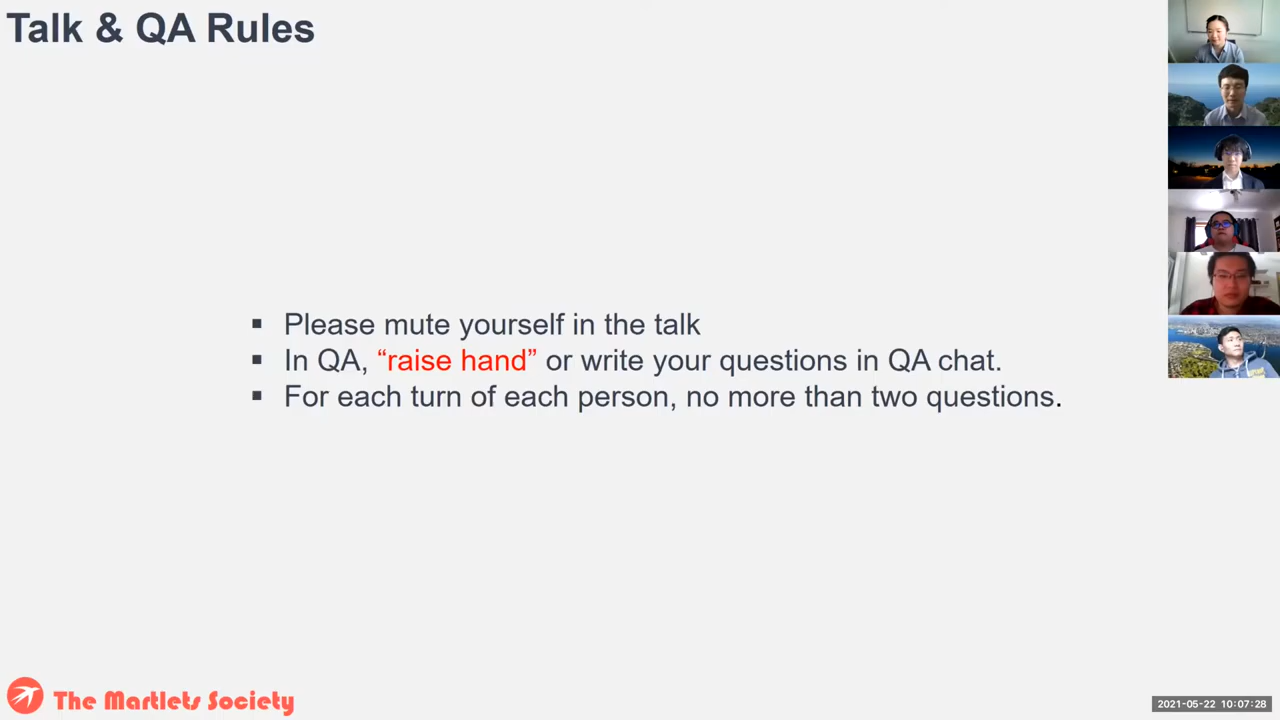 Talk & QA Rules
▪ Please mute yourself in the talk
▪ In QA, “raise hand” or write your questions in QA chat.
▪ For each turn of each person, no more than two questions.
The Martlets Society
2021-05-22 10:07:28